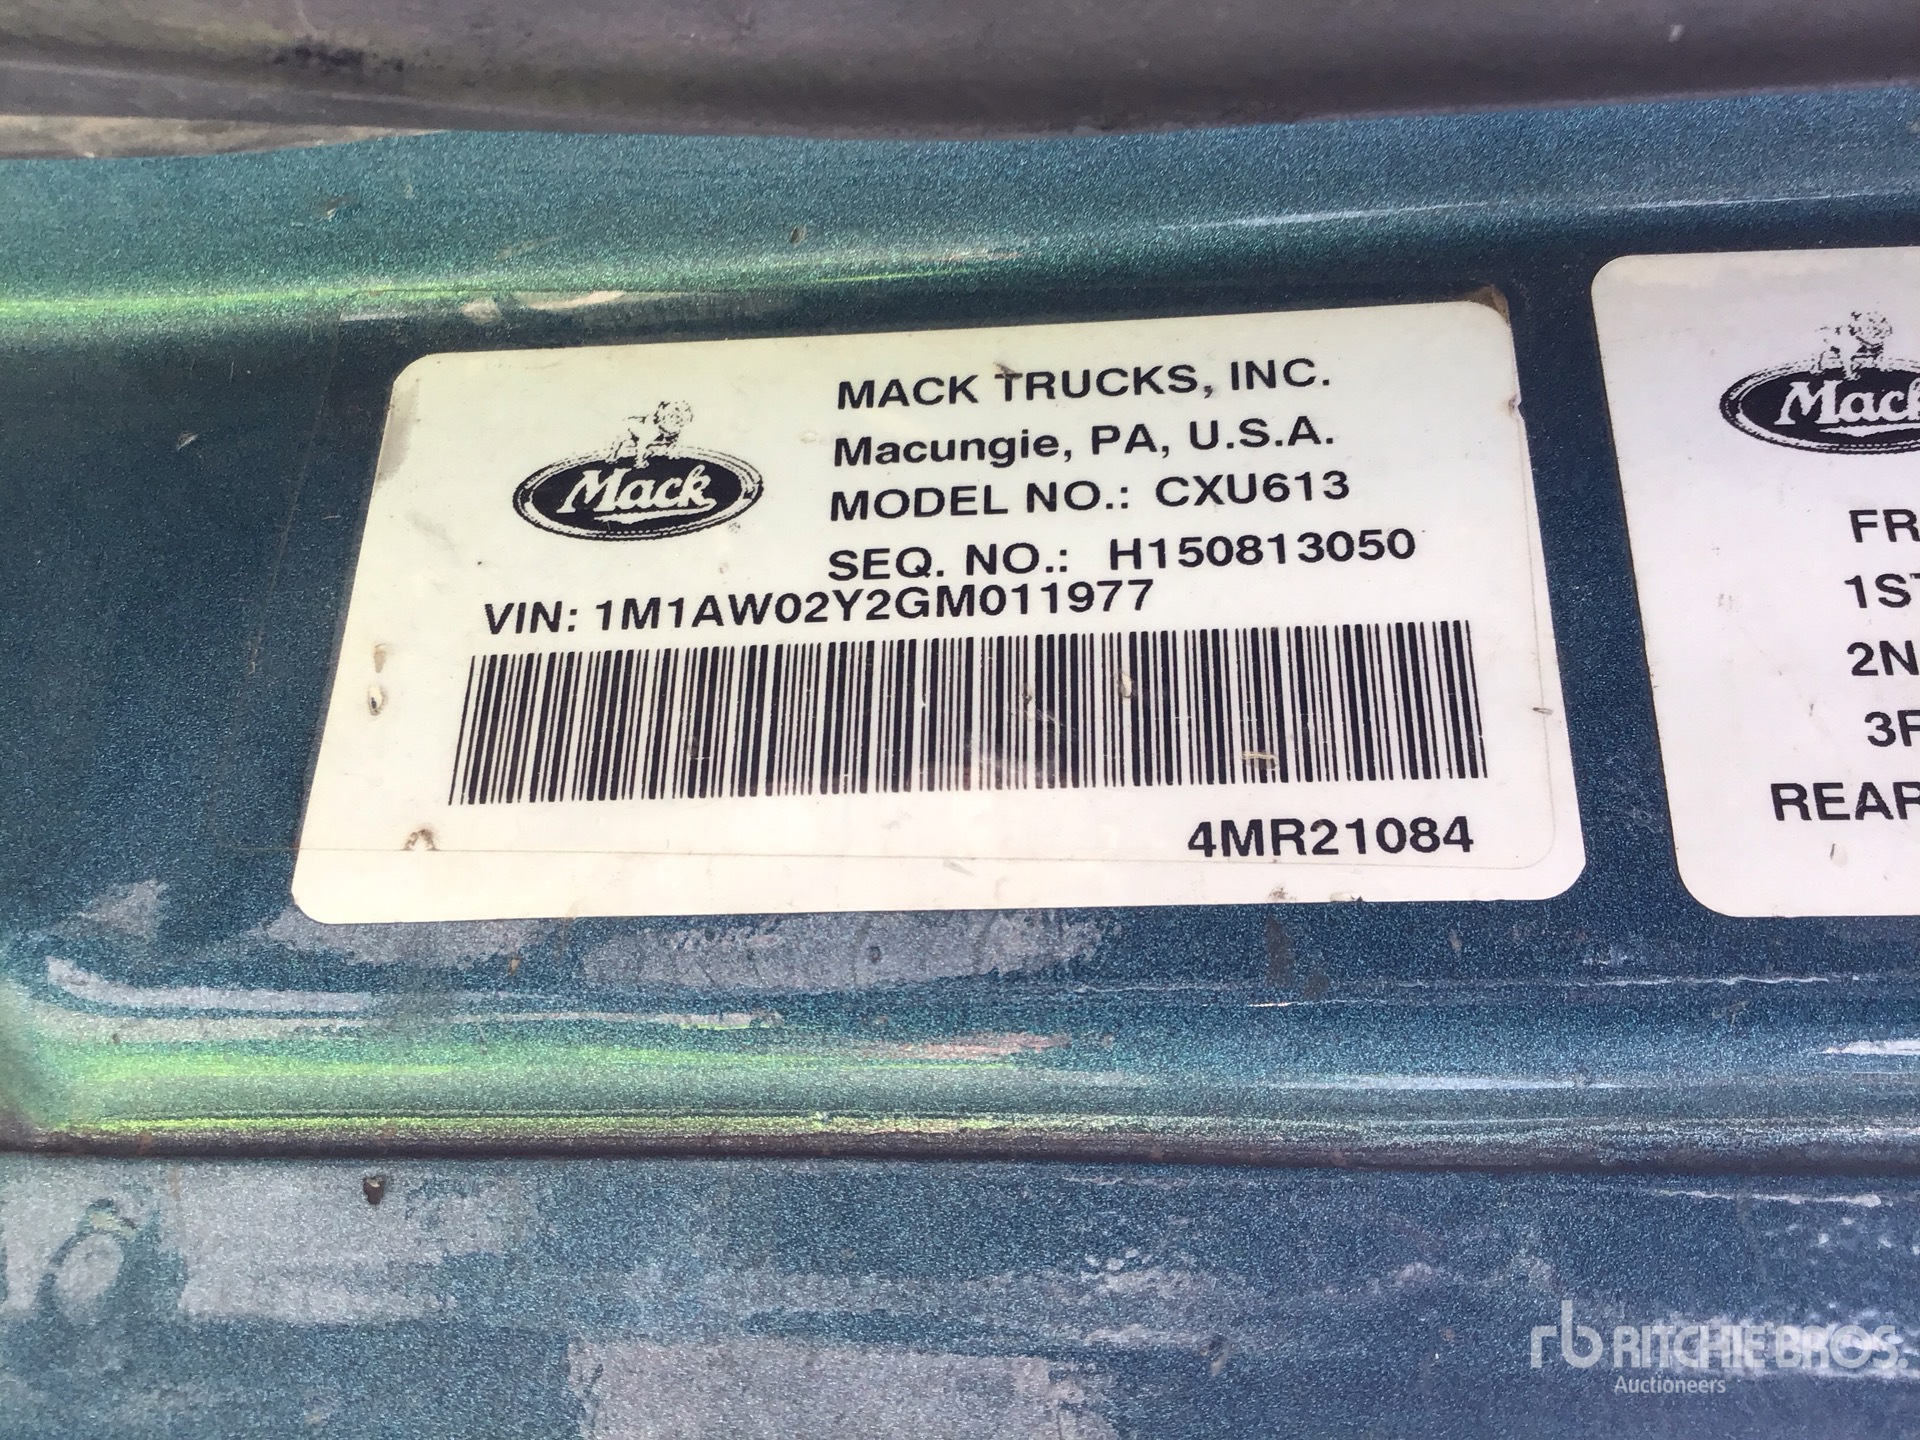 MACK TRUCKS, INC.
Macungie, PA, U.S.A.
Mack
MODEL NO.: CXU613
SEQ. NO.: H150813050
VIN: 1M1AW02Y2GM011977
4MR21084
Mack
FR
1ST
2N
3R
REAR
rb RITCHIE BROS.
Auctioneers